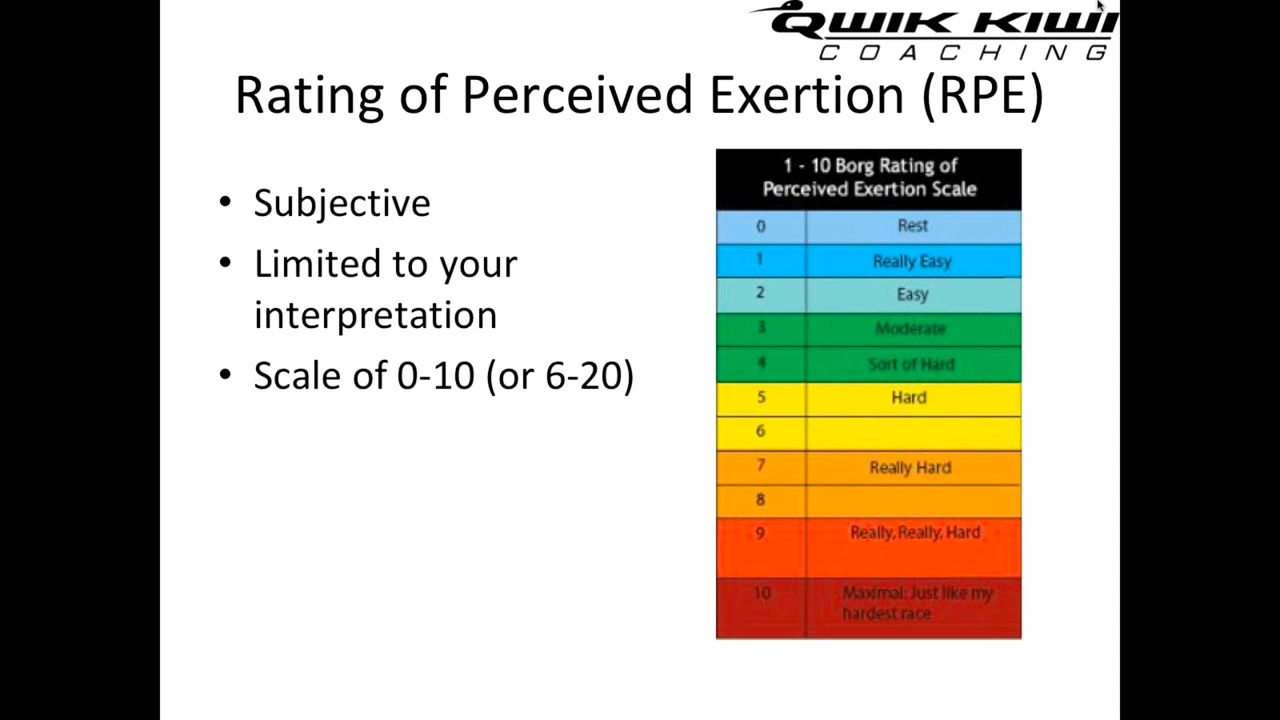 QWIK KIWI
COACHING
Rating of Perceived Exertion (RPE)
• Subjective
• Limited to your
interpretation
• Scale of 0-10 (or 6-20)
1 - 10 Borg Rating of
Perceived Exertion Scale
0 Rest
1 Really Easy
2 Easy
3 Moderate
4 Sort of Hard
5 Hard
6
7 Really Hard
8
9 Really, Really, Hard
10 Maximal: Just like my
hardest race